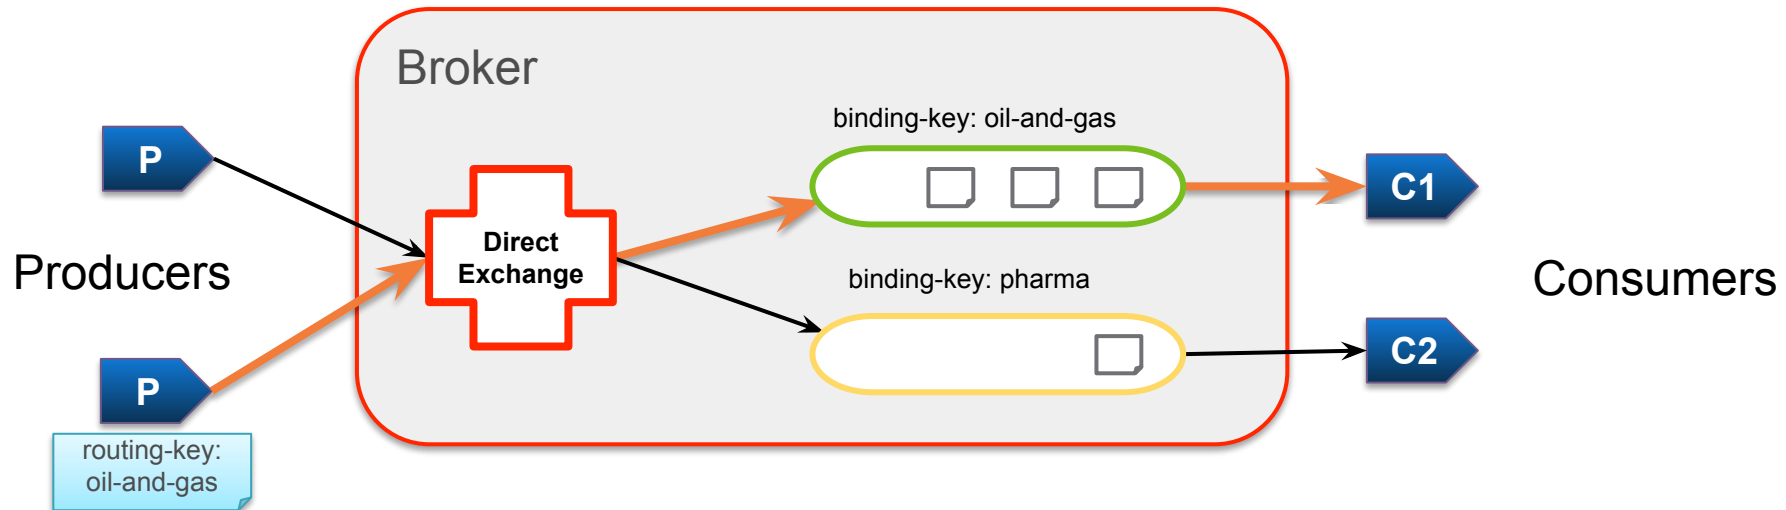 Broker
binding-key: oil-and-gas
P
C1
Direct
Exchange
Producers
binding-key: pharma
Consumers
P
C2
routing-key:
oil-and-gas